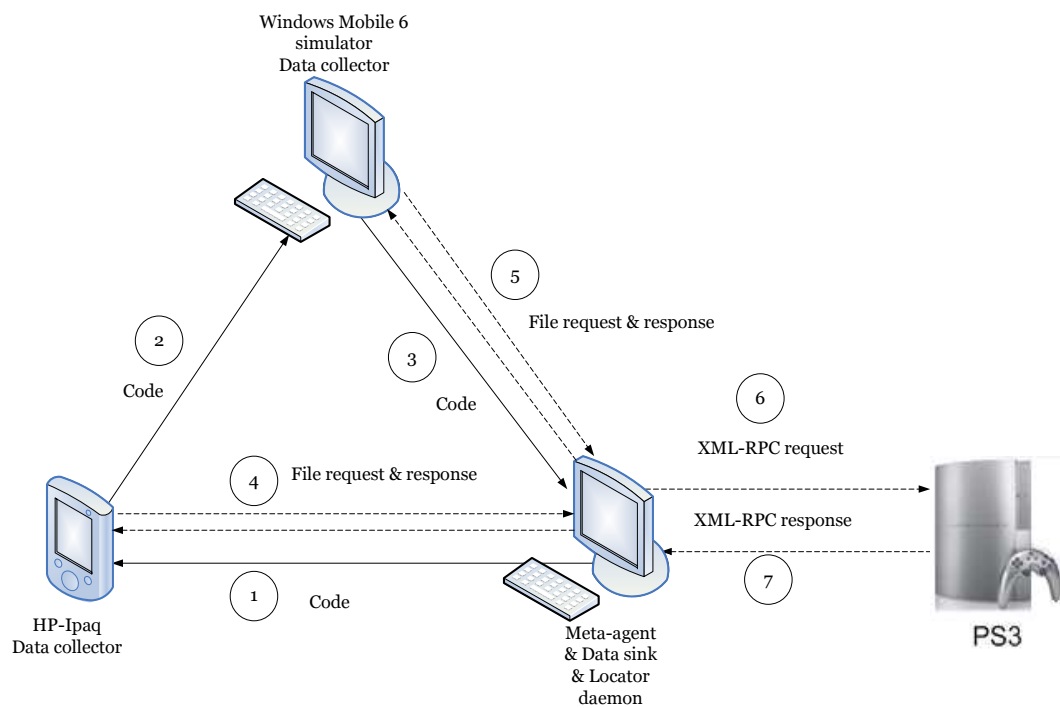 Windows Mobile 6
simulator
Data collector
5
File request & response
2
3
Code
Code
6
XML-RPC request
4
File request & response
XML-RPC response
7
1
Code
HP-Ipaq
Data collector
Meta-agent
& Data sink
& Locator
daemon
PS3